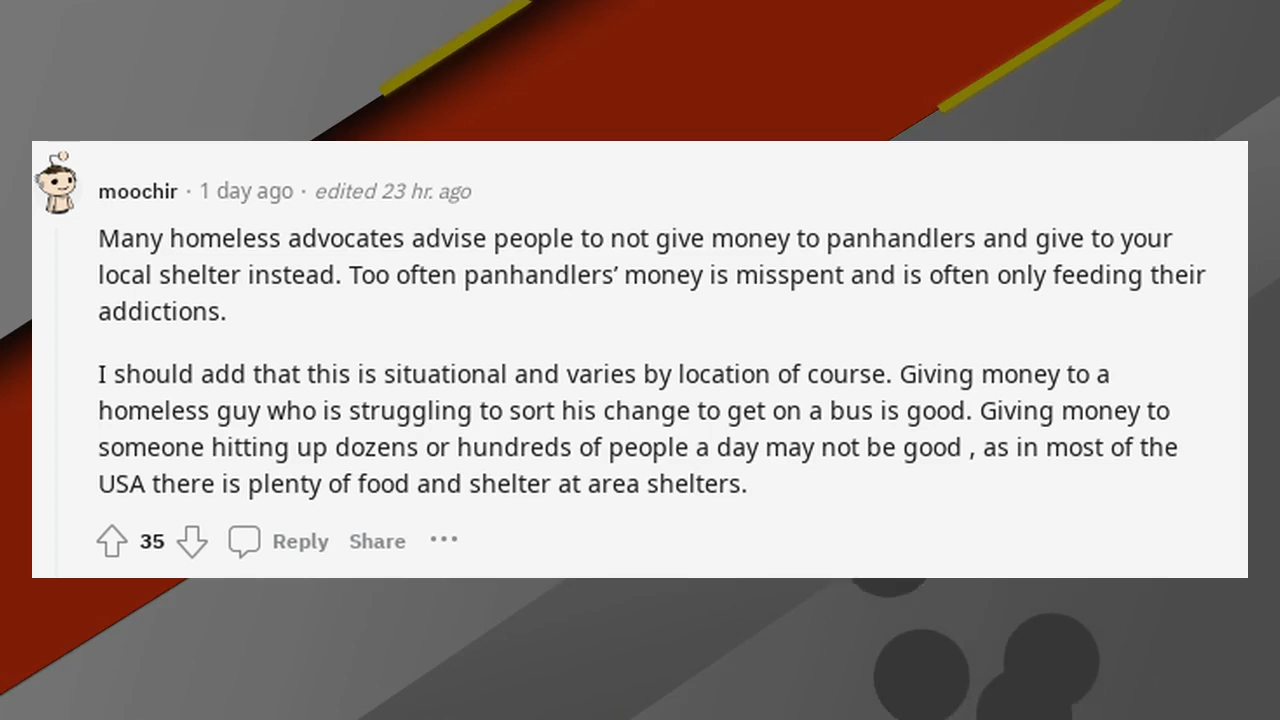 moochir · 1 day ago · edited 23 hr. ago
Many homeless advocates advise people to not give money to panhandlers and give to your
local shelter instead. Too often panhandlers’ money is misspent and is often only feeding their
addictions.
I should add that this is situational and varies by location of course. Giving money to a
homeless guy who is struggling to sort his change to get on a bus is good. Giving money to
someone hitting up dozens or hundreds of people a day may not be good , as in most of the
USA there is plenty of food and shelter at area shelters.
35 Reply Share •••